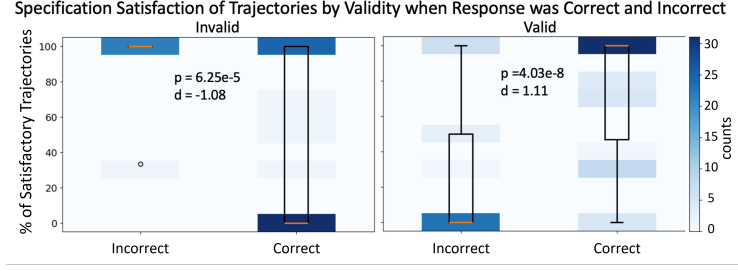 Specification Satisfaction of Trajectories by Validity when Response was Correct and Incorrect
Invalid
Valid
% of Satisfactory Trajectories
100
80
60
40
20
0
p = 6.25e-5
d = -1.08
p =4.03e-8
d = 1.11
Incorrect
Correct
Incorrect
Correct
30
25
20
15
10
5
0
counts